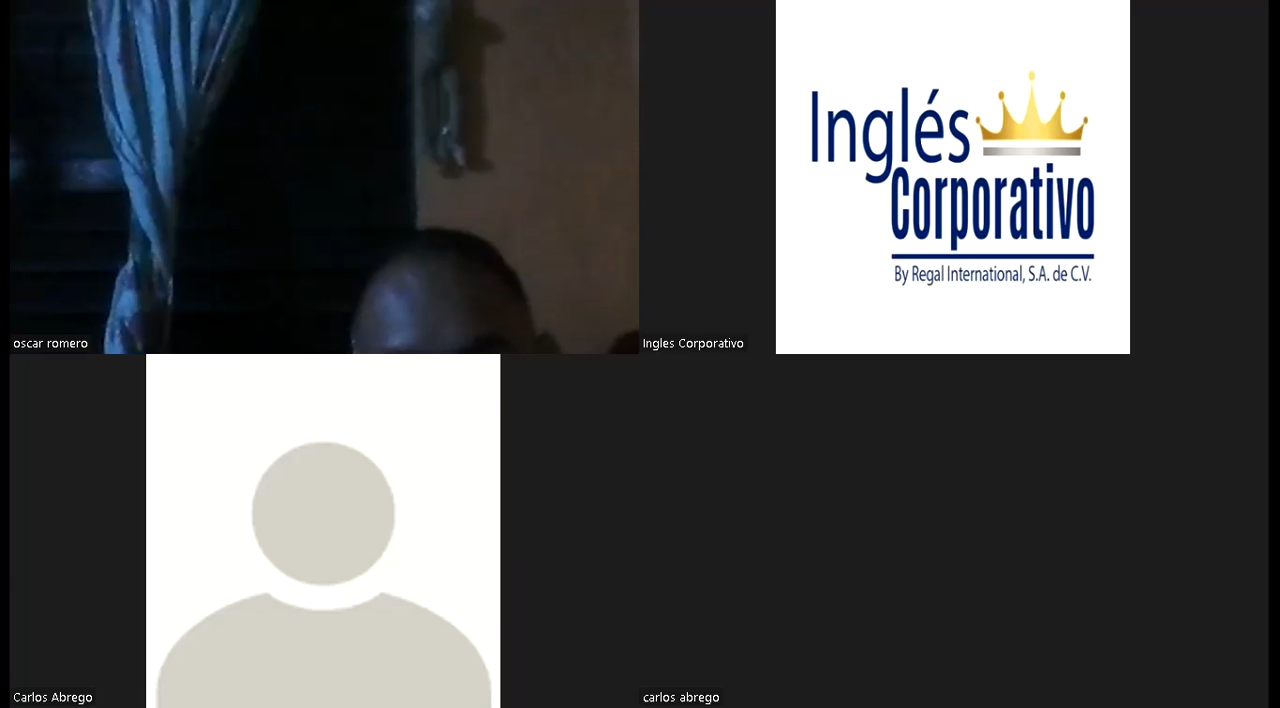 Inglés
Corporativo
By Regal International, S.A. de C.V.
oscar romero
Ingles Corporativo
Carlos Abrego
carlos abrego